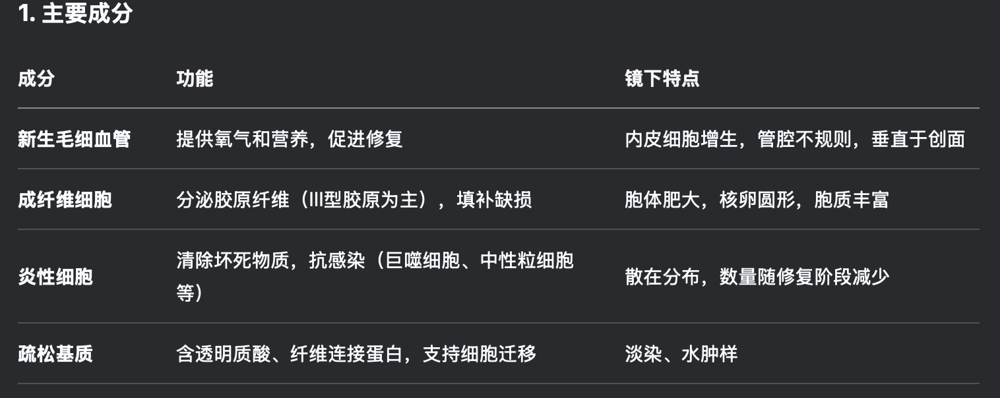 1. 主要成分
成分 功能 镜下特点
新生毛细血管 提供氧气和营养，促进修复 内皮细胞增生，管腔不规则，垂直于创面
成纤维细胞 分泌胶原纤维（III型胶原为主），填补缺损 胞体肥大，核卵圆形，胞质丰富
炎性细胞 清除坏死物质，抗感染（巨噬细胞、中性粒细胞 散在分布，数量随修复阶段减少
等）
疏松基质 含透明质酸、纤维连接蛋白，支持细胞迁移 淡染、水肿样